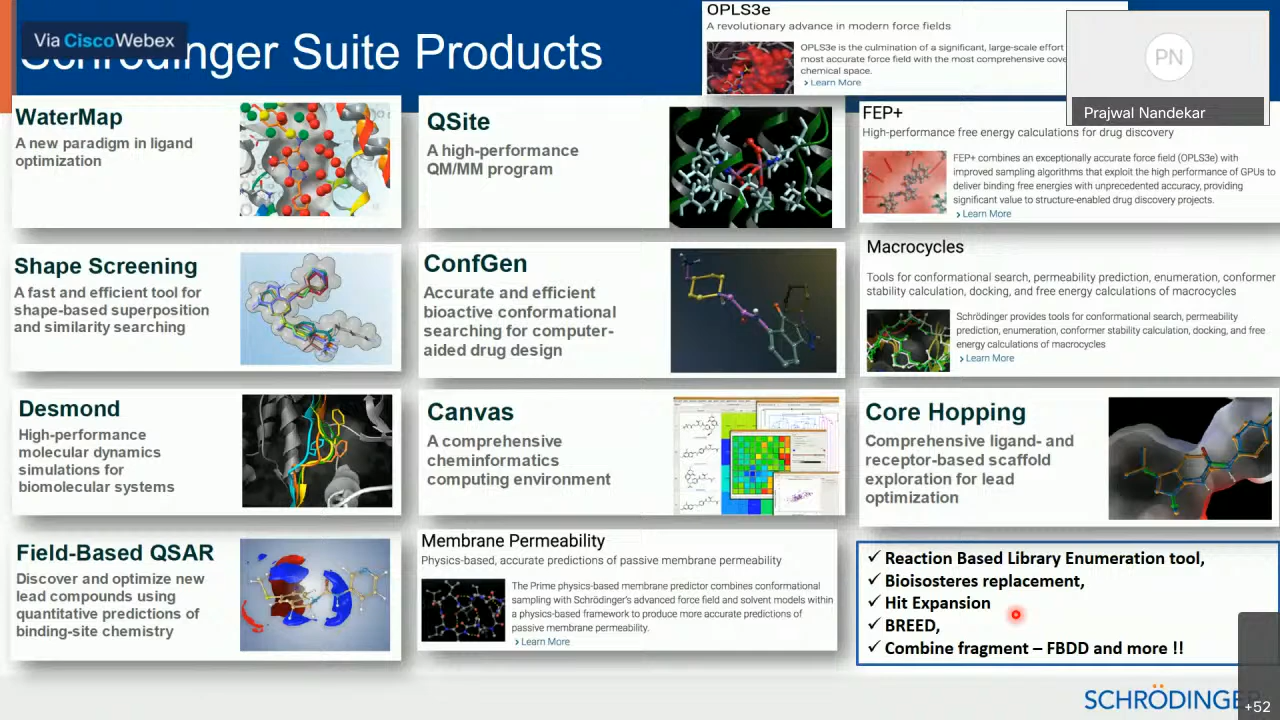 Via Cisco Webex
Schrödinger Suite Products
OPLS3e
A revolutionary advance in modern force fields
OPLS3e is the culmination of a significant, large-scale effort
most accurate force field with the most comprehensive
chemical space.
> Learn More
PN
Prajwal Nandekar
WaterMap
A new paradigm in ligand
optimization
QSite
A high-performance
QM/MM program
FEP+
High-performance free energy calculations for drug discovery
FEP+ combines an exceptionally accurate force field (OPLS3e) with
improved sampling algorithms that exploit the high performance of GPUs to
deliver binding free energies with unprecedented accuracy, providing
significant value to structure-enabled drug discovery projects.
> Learn More
Shape Screening
A fast and efficient tool for
shape-based superposition
and similarity searching
ConfGen
Accurate and efficient
bioactive conformational
searching for computer-
aided drug design
Macrocycles
Tools for conformational search, permeability prediction, enumeration, conformer
stability calculation, docking, and free energy calculations of macrocycles
Schrödinger provides tools for conformational search, permeability
prediction, enumeration, conformer stability calculation, docking, and free
energy calculations of macrocycles
> Learn More
Desmond
High-performance
molecular dynamics
simulations for
biomolecular systems
Canvas
A comprehensive
cheminformatics
computing environment
Core Hopping
Comprehensive ligand- and
receptor-based scaffold
exploration for lead
optimization
Field-Based QSAR
Discover and optimize new
lead compounds using
quantitative predictions of
binding-site chemistry
Membrane Permeability
Physics-based, accurate predictions of passive membrane permeability
The Prime physics-based membrane predictor combines conformational
sampling with Schrödinger's advanced force field and solvent models within
a physics-based framework to produce more accurate predictions of
passive membrane permeability.
> Learn More
✓ Reaction Based Library Enumeration tool,
✓ Bioisosteres replacement,
✓ Hit Expansion
✓ BREED,
✓ Combine fragment – FBDD and more !!
SCHRÖDINGER
+52